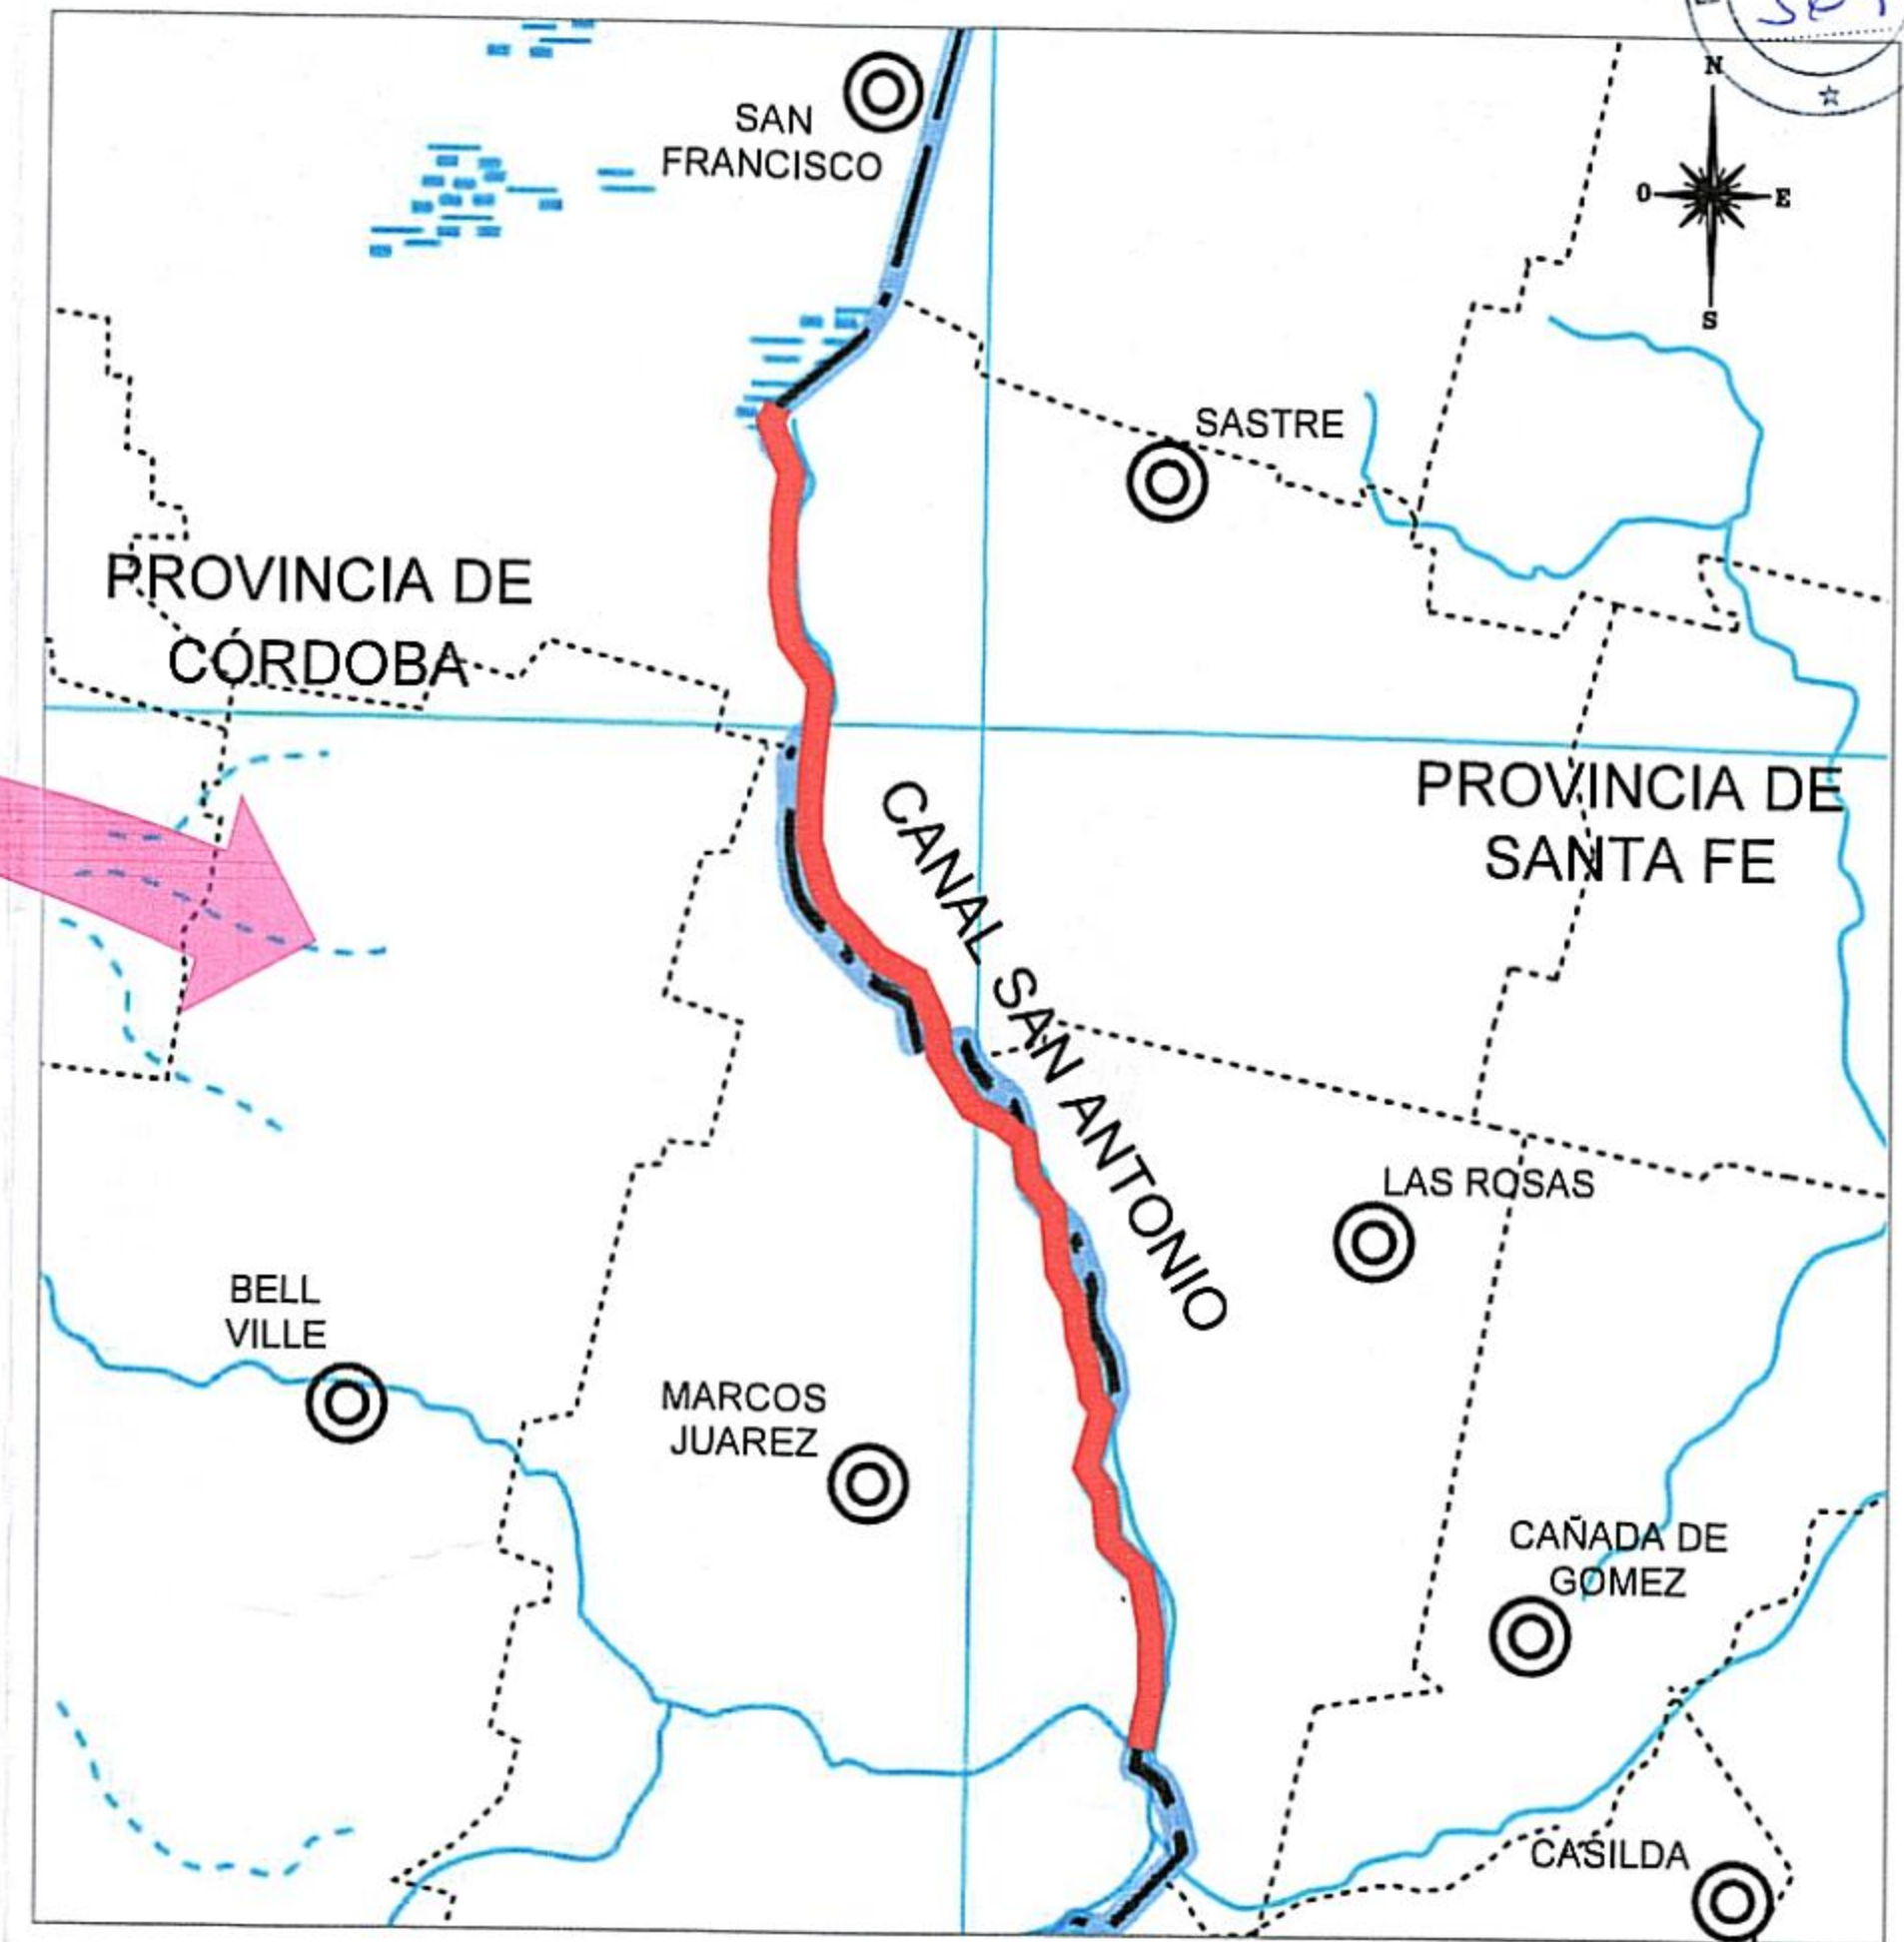 SAN
FRANCISCO
N
O
E
S
SASTRE
PROVINCIA DE
CÓRDOBA
PROVINCIA DE
SANTA FE
CANAL SAN ANTONIO
LAS ROSAS
BELL
VILLE
MARCOS
JUAREZ
CAÑADA DE
GOMEZ
CASILDA